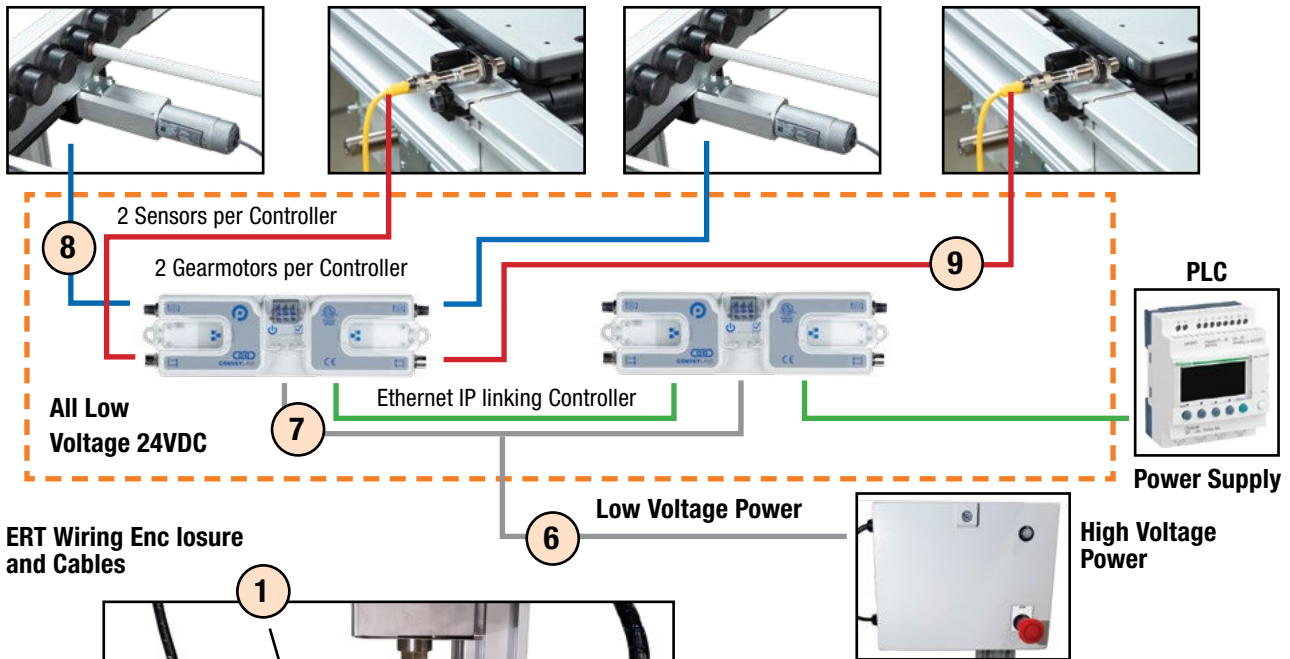 2 Sensors per Controller
8
2 Gearmotors per Controller
9
PLC
Ethernet IP linking Controller
All Low
Voltage 24VDC
7
Power Supply
Low Voltage Power
6
High Voltage
Power
ERT Wiring Enc losure
and Cables
1